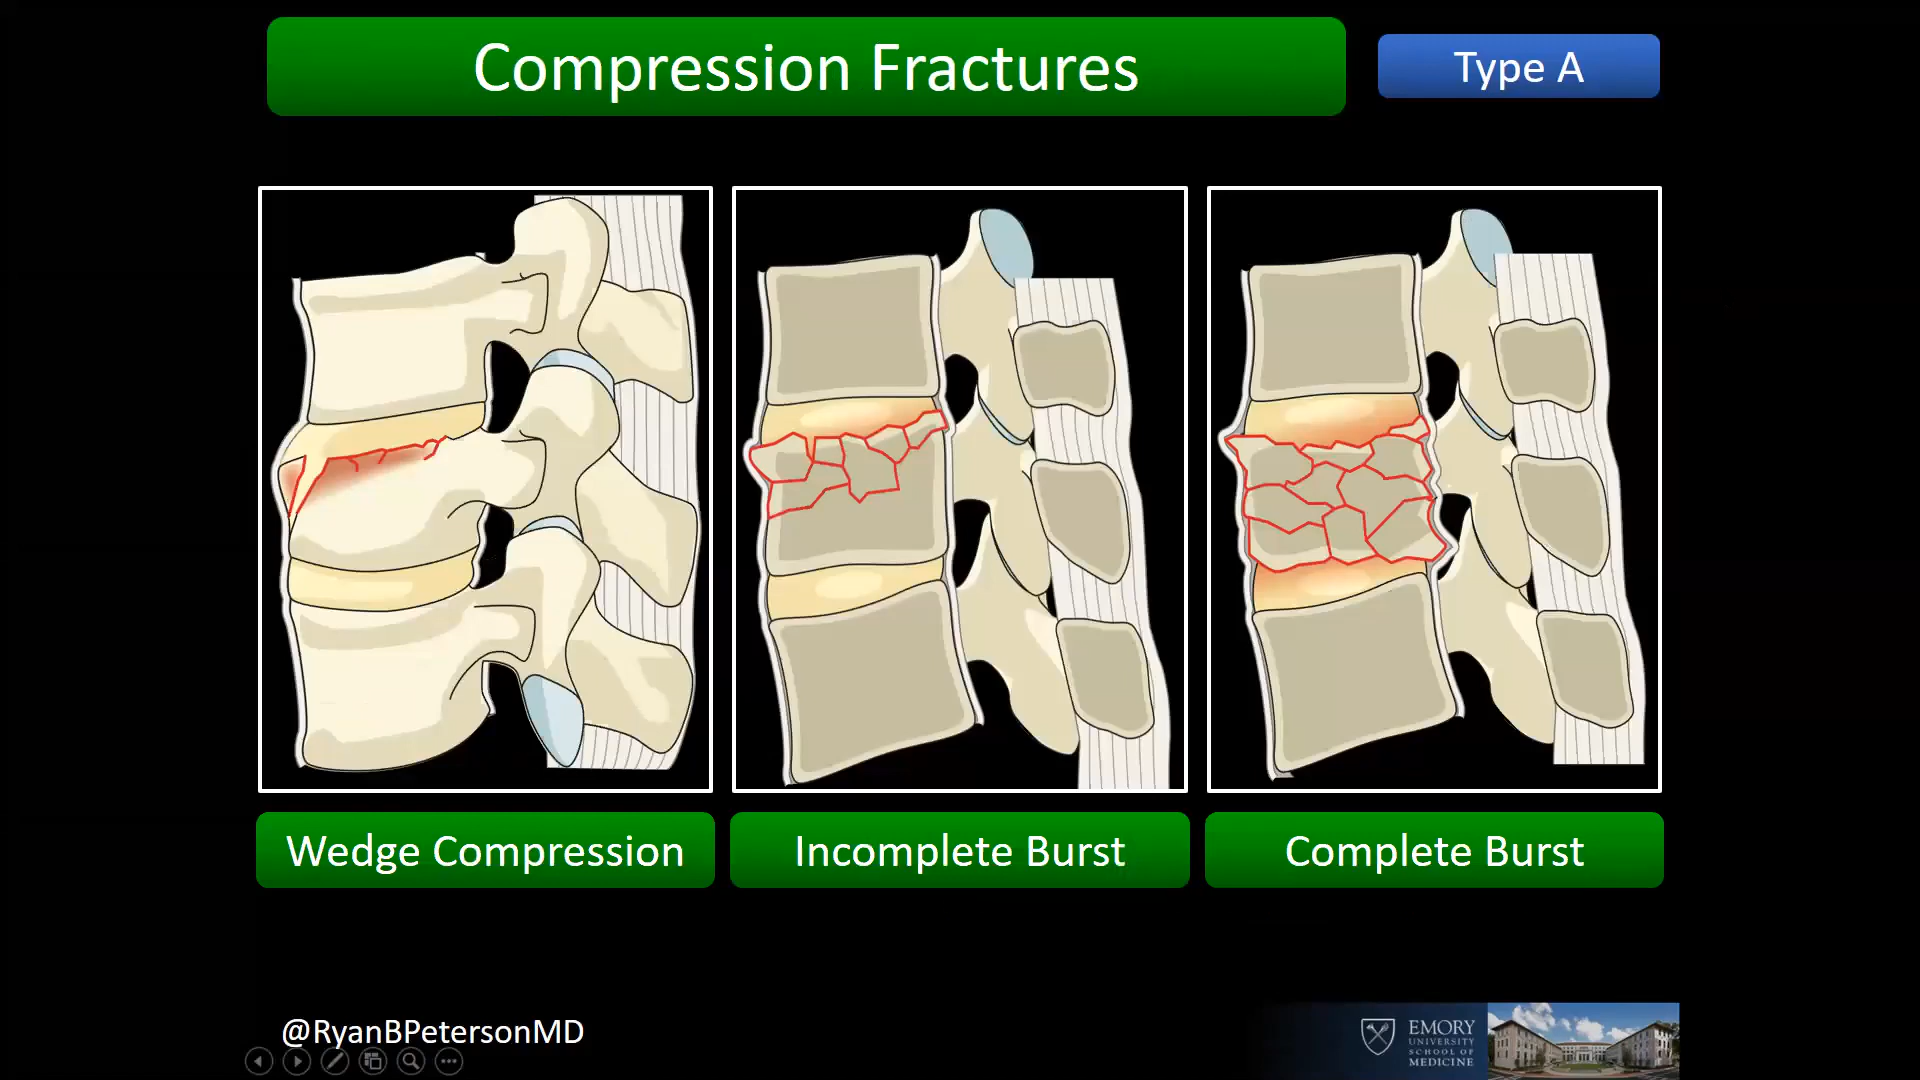 Compression Fractures
Type A
Wedge Compression
Incomplete Burst
Complete Burst
@RyanBPetersonMD
EMORY
UNIVERSITY
SCHOOL OF
MEDICINE